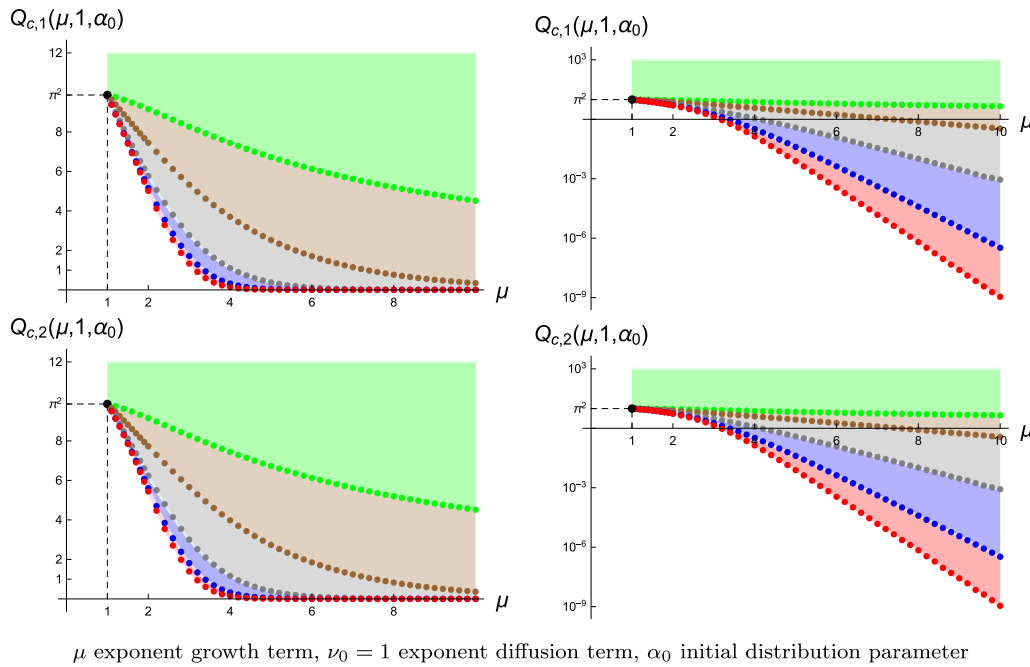 Q_{c,1}(μ,1,α_0)
12
π²
8
6
4
2
1
1 2 4 6 8
μ
Q_{c,1}(μ,1,α_0)
10³
π²
μ
1 2 4 6 8 10
10⁻³
10⁻⁶
10⁻⁹
Q_{c,2}(μ,1,α_0)
12
π²
8
6
4
2
1
1 2 4 6 8
μ
Q_{c,2}(μ,1,α_0)
10³
π²
μ
1 2 4 6 8 10
10⁻³
10⁻⁶
10⁻⁹
μ exponent growth term, ν_0 = 1 exponent diffusion term, α_0 initial distribution parameter